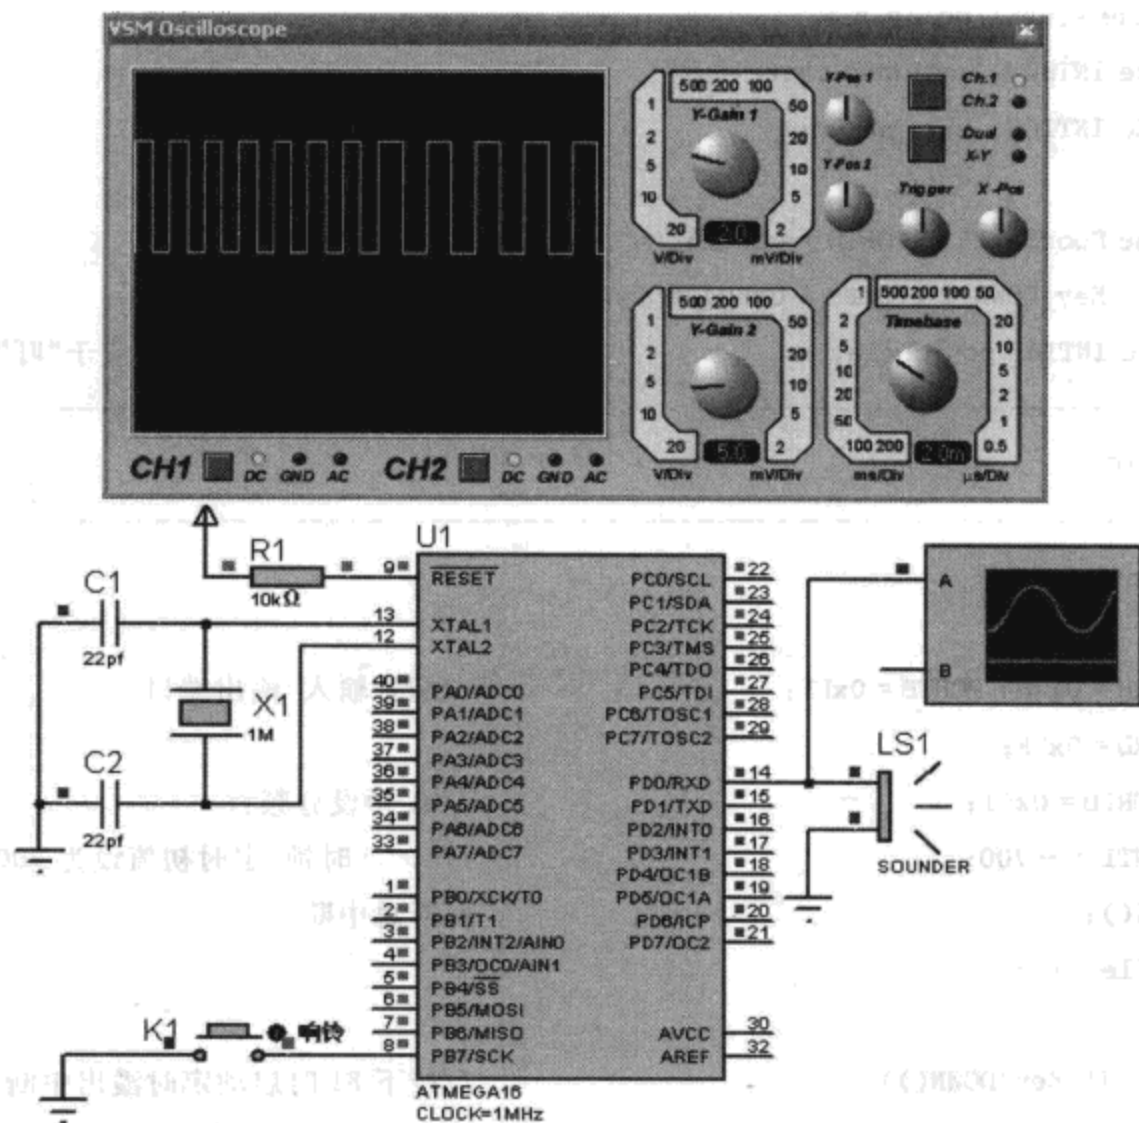 VSM Oscilloscope
500 200 100
Y-Gain 1
1
2
5
10
20
50
20
10
5
2
2.0
V/Div
mV/Div
Y-Pos 1
Y-Pos 2
Ch.1
Ch.2
Dual
X-Y
Trigger
X-Pos
500 200 100
Y-Gain 2
1
2
5
10
20
50
20
10
5
2
5.0
V/Div
mV/Div
1
500 200 100 50
Timebase
2
5
10
20
50
100 200
20
10
5
2
1
0.5
2.0m
ms/Div
µs/Div
CH1
DC
GND
AC
CH2
DC
GND
AC
R1
10kΩ
C1
22pf
C2
22pf
X1
1M
K1
响铃
U1
9 RESET
13 XTAL1
12 XTAL2
40 PA0/ADC0
39 PA1/ADC1
38 PA2/ADC2
37 PA3/ADC3
36 PA4/ADC4
35 PA5/ADC5
34 PA6/ADC6
33 PA7/ADC7
1 PB0/XCK/T0
2 PB1/T1
3 PB2/INT2/AIN0
4 PB3/OC0/AIN1
5 PB4/SS
6 PB5/MOSI
7 PB6/MISO
8 PB7/SCK
PC0/SCL 22
PC1/SDA 23
PC2/TCK 24
PC3/TMS 25
PC4/TDO 26
PC5/TDI 27
PC6/TOSC1 28
PC7/TOSC2 29
PD0/RXD 14
PD1/TXD 15
PD2/INT0 16
PD3/INT1 17
PD4/OC1B 18
PD5/OC1A 19
PD6/ICP 20
PD7/OC2 21
AVCC 30
AREF 32
ATMEGA16
CLOCK=1MHz
A
B
LS1
SOUNDER